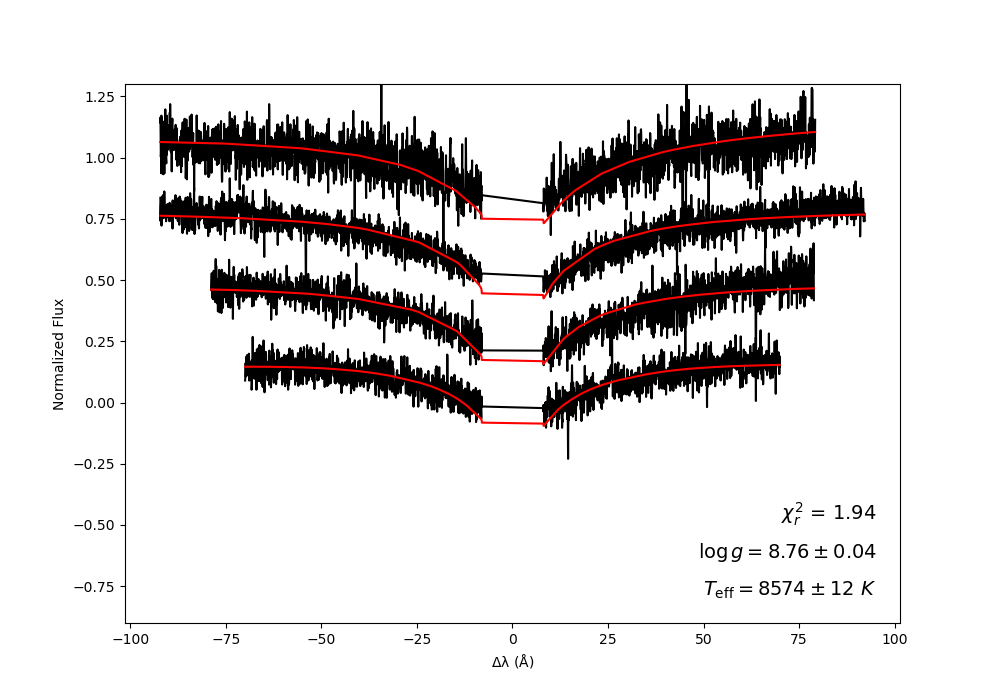 1.25
1.00
0.75
0.50
0.25
0.00
−0.25
−0.50
−0.75
Normalized Flux
χ²ᵣ = 1.94
log g = 8.76 ± 0.04
T_eff = 8574 ± 12 K
−100 −75 −50 −25 0 25 50 75 100
Δλ (Å)